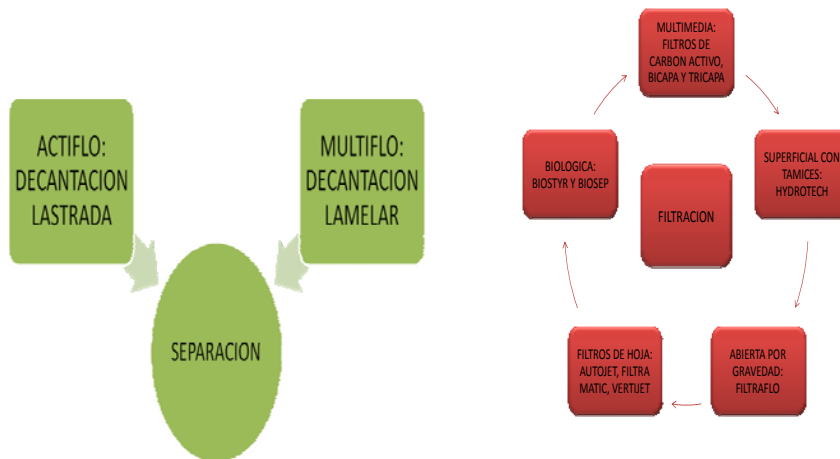 ACTIFLO:
DECANTACION
LASTRADA
MULTIFLO:
DECANTACION
LAMELAR
SEPARACION
MULTIMEDIA:
FILTROS DE
CARBON ACTIVO,
BICAPA Y TRICAPA
SUPERFICIAL CON
TAMICES:
HYDROTECH
ABIERTA POR
GRAVEDAD:
FILTRAFLO
FILTROS DE HOJA:
AUTOJET, FILTRA
MATIC, VERTIJET
BIOLOGICA:
BIOSTYR Y BIOSEP
FILTRACION